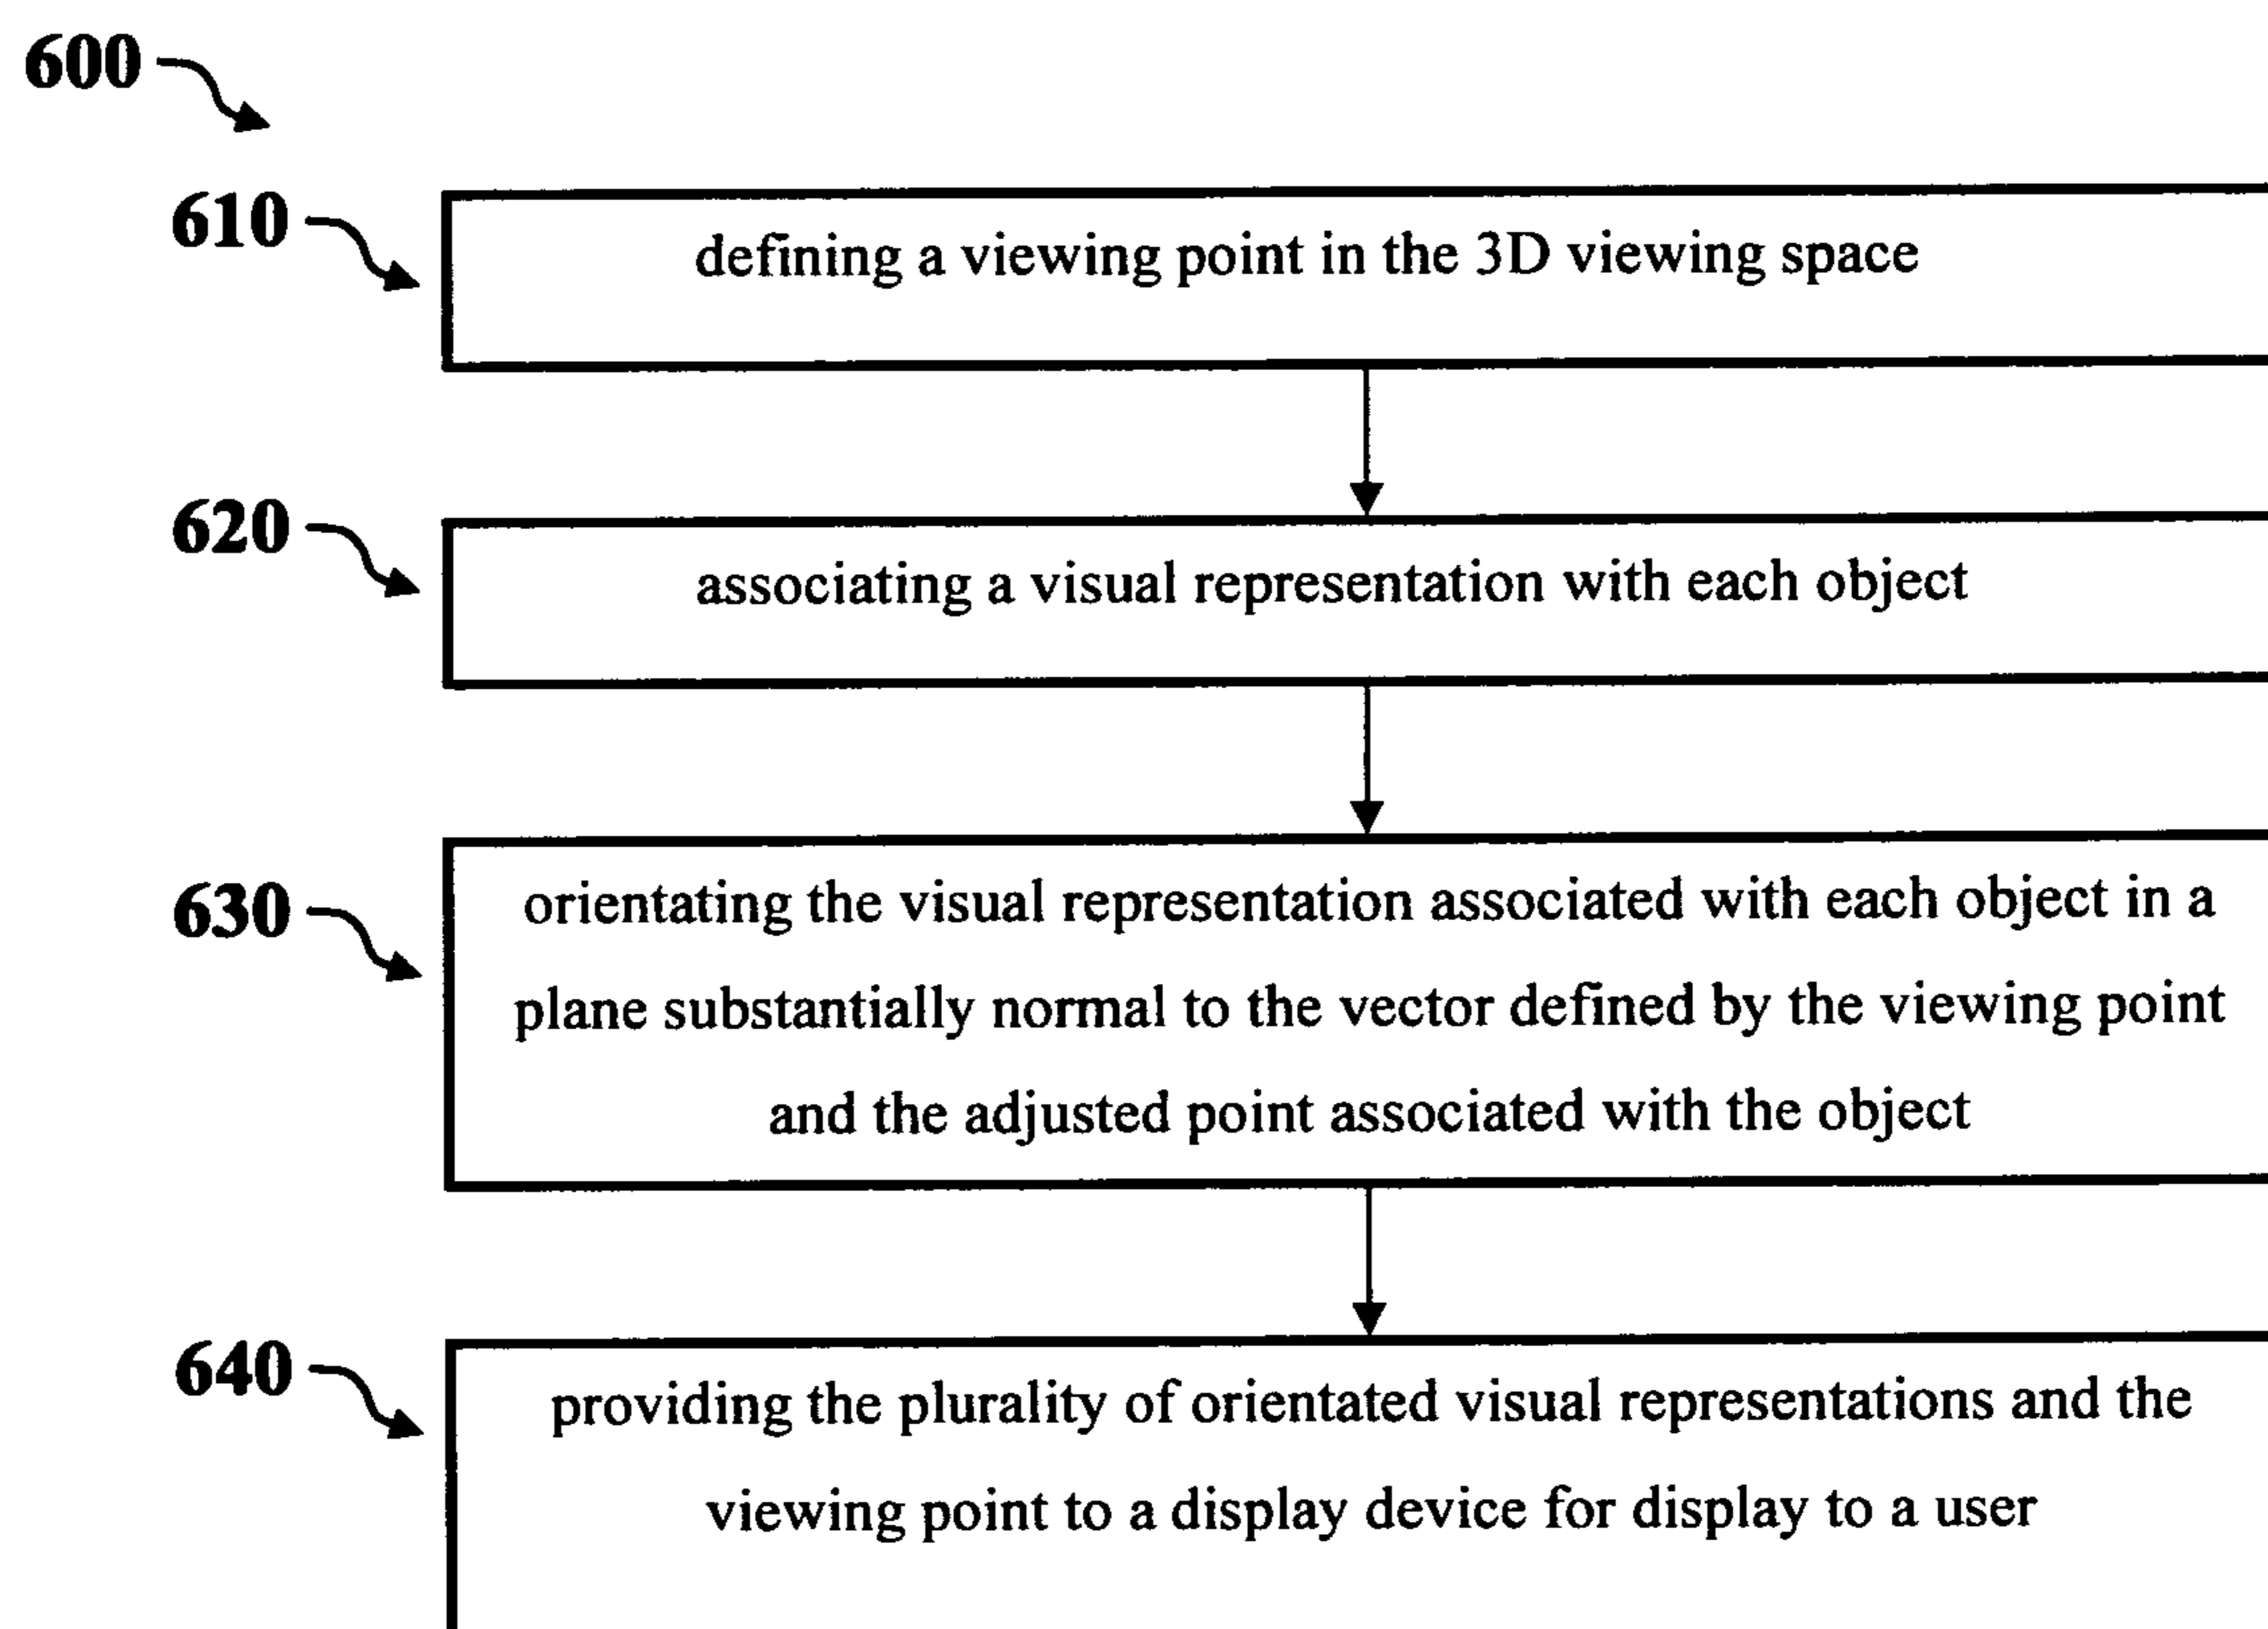 600
610
defining a viewing point in the 3D viewing space
620
associating a visual representation with each object
630
orientating the visual representation associated with each object in a
plane substantially normal to the vector defined by the viewing point
and the adjusted point associated with the object
640
providing the plurality of orientated visual representations and the
viewing point to a display device for display to a user